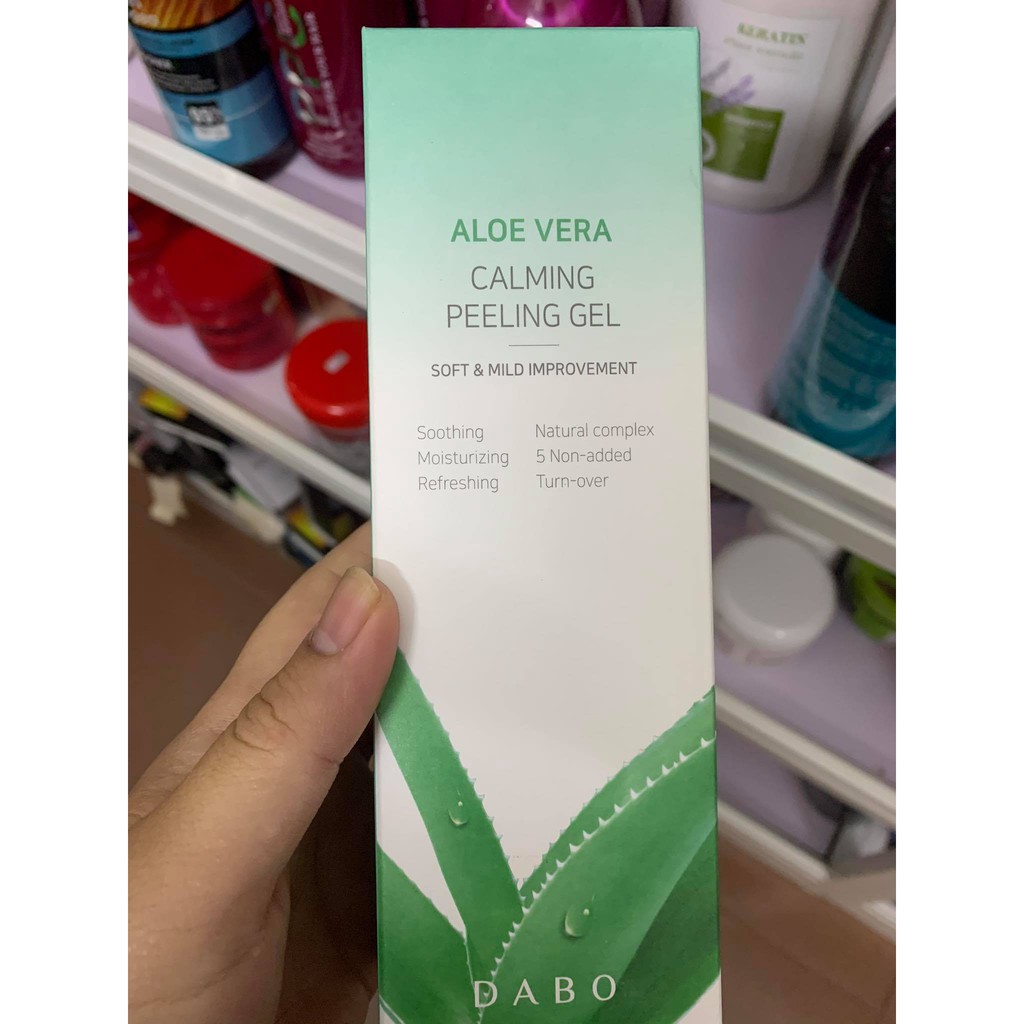 KERATIN
ALOE VERA
CALMING
PEELING GEL
SOFT & MILD IMPROVEMENT
Soothing Natural complex
Moisturizing 5 Non-added
Refreshing Turn-over
DABO